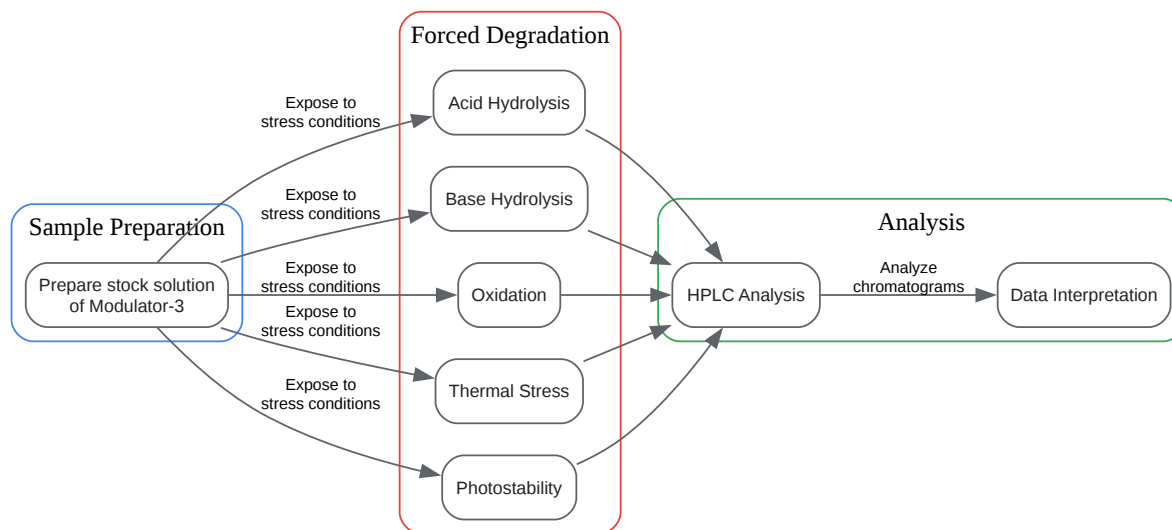 Sample Preparation
Prepare stock solution
of Modulator-3
Expose to
stress conditions
Expose to
stress conditions
Expose to
stress conditions
Expose to
stress conditions
Expose to
stress conditions
Forced Degradation
Acid Hydrolysis
Base Hydrolysis
Oxidation
Thermal Stress
Photostability
Analysis
HPLC Analysis
Analyze
chromatograms
Data Interpretation